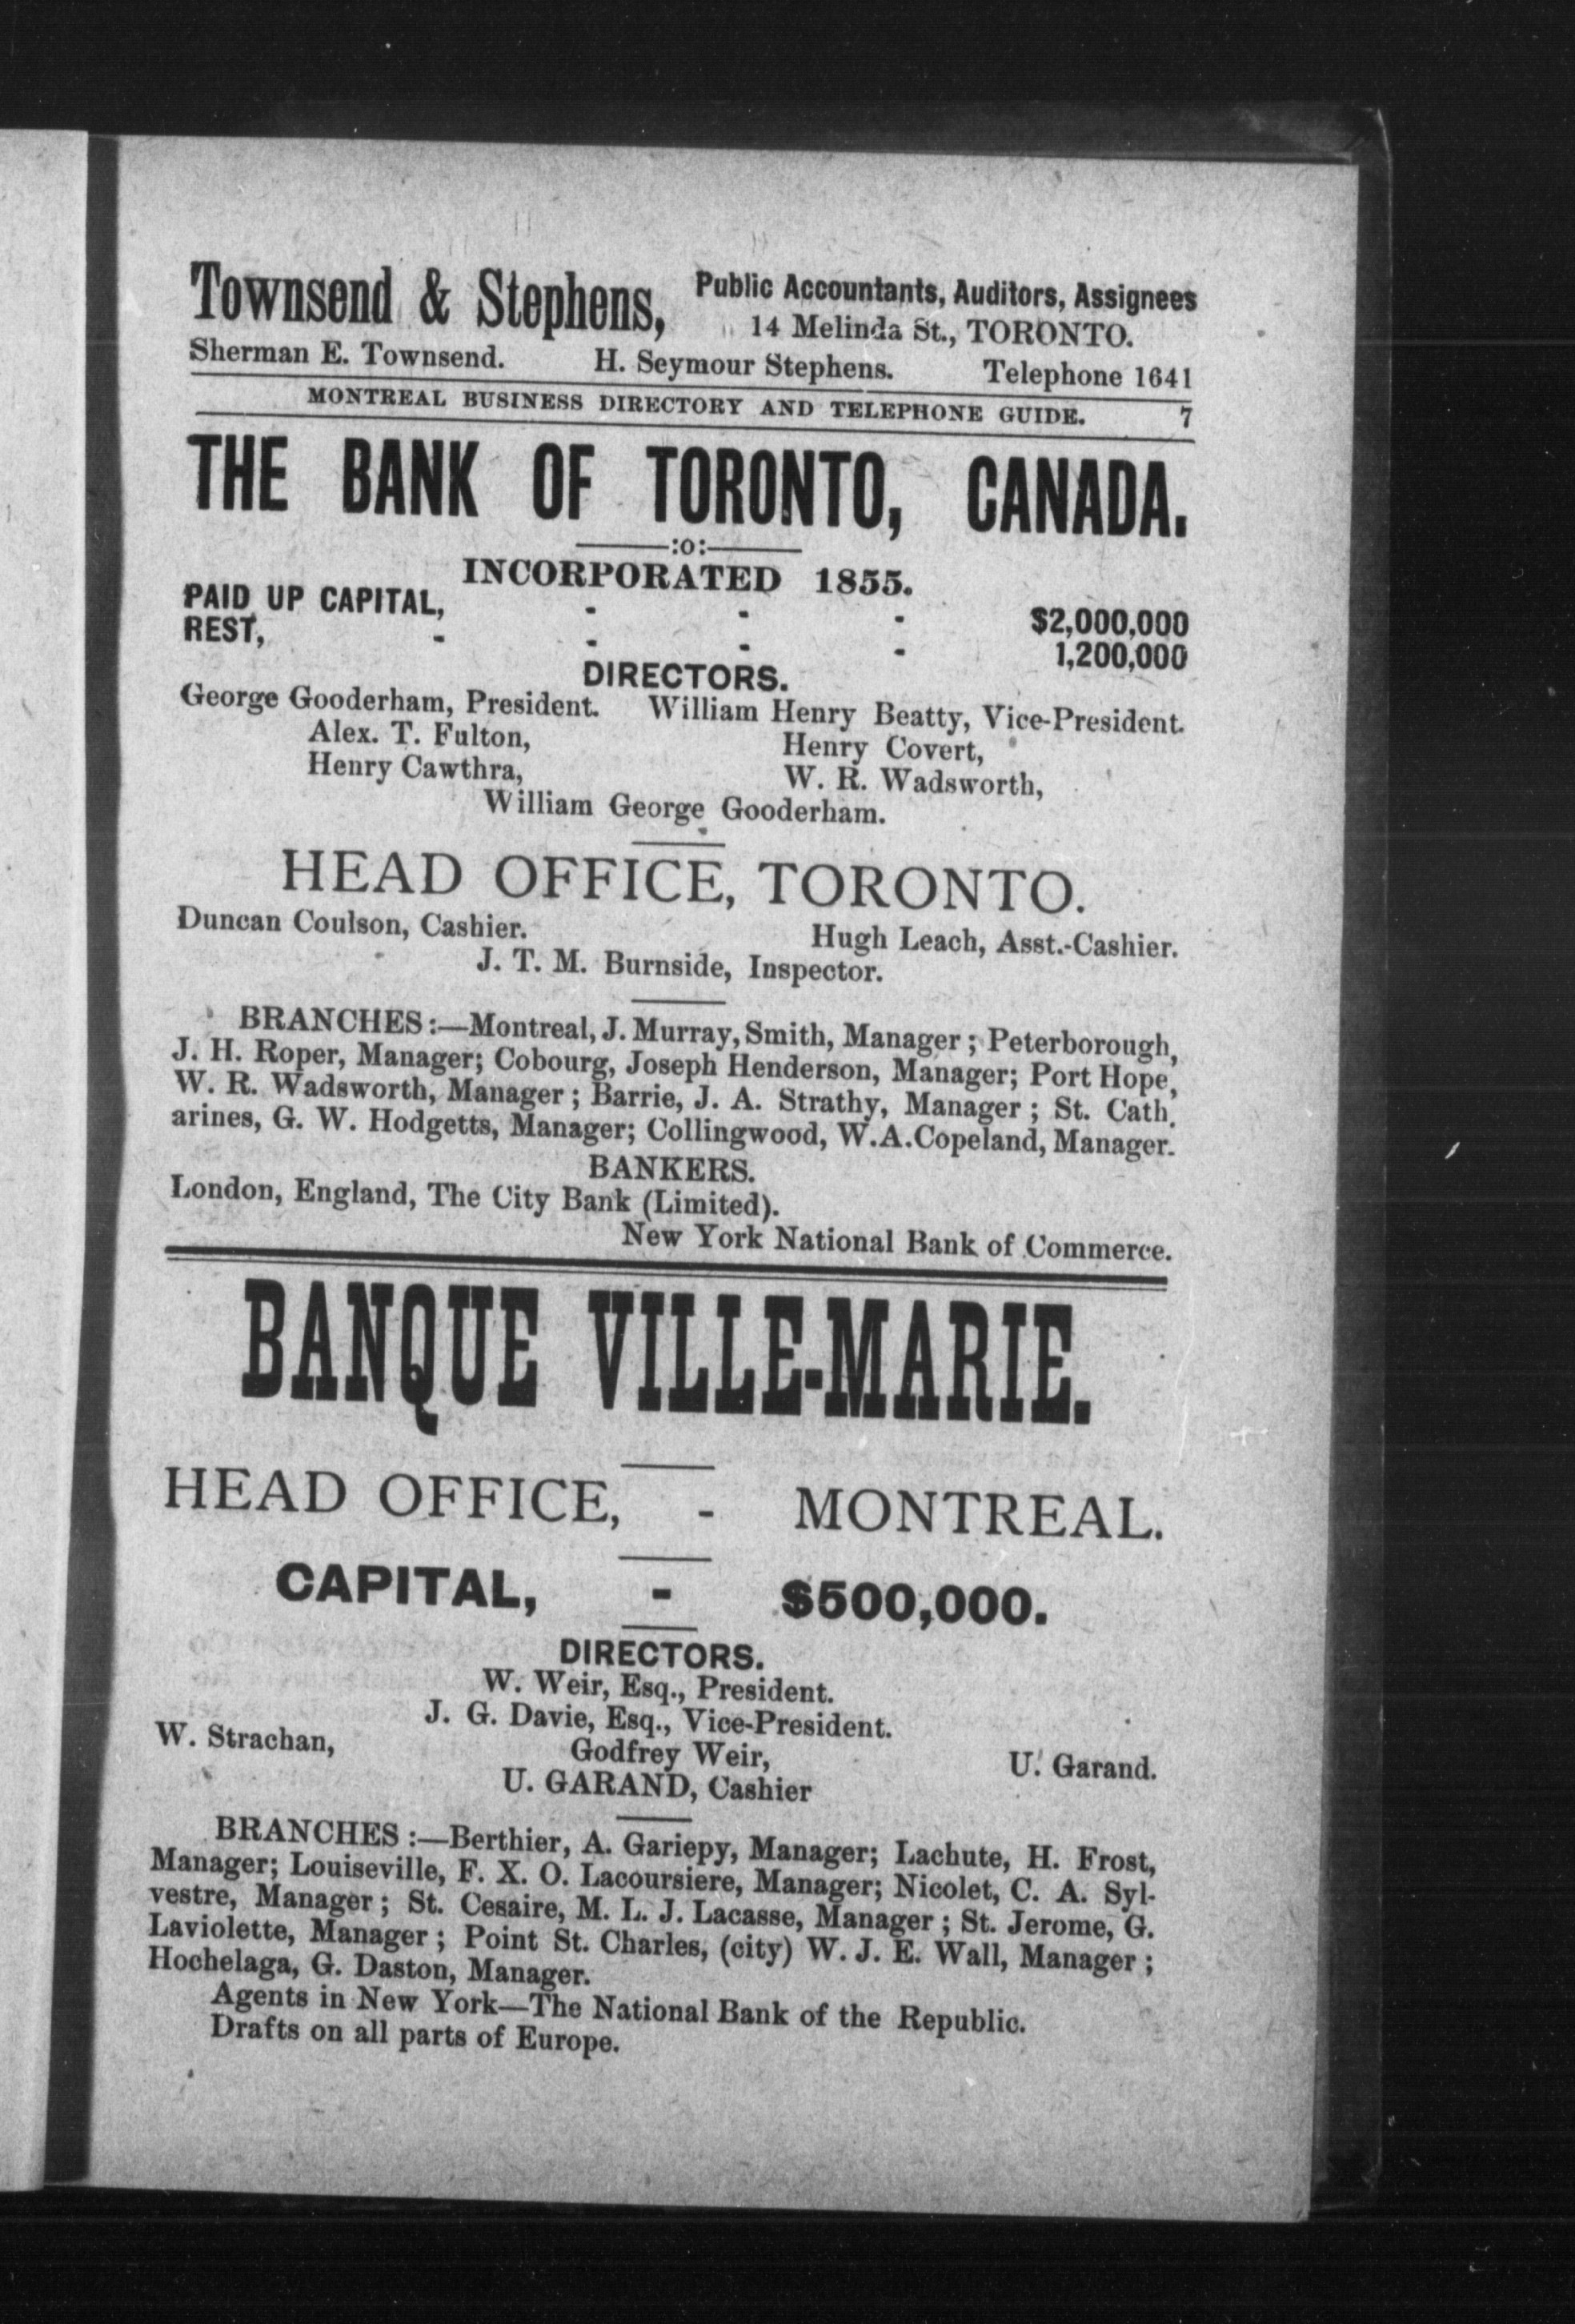 Townsend & Stephens, Public Accountants, Auditors, Assignees
14 Melinda St., TORONTO.
Sherman E. Townsend. H. Seymour Stephens. Telephone 1641
MONTREAL BUSINESS DIRECTORY AND TELEPHONE GUIDE. 7
THE BANK OF TORONTO, CANADA.
:o:
INCORPORATED 1855.
PAID UP CAPITAL, - - - $2,000,000
REST, - - - - 1,200,000
DIRECTORS.
George Gooderham, President. William Henry Beatty, Vice-President.
Alex. T. Fulton, Henry Covert,
Henry Cawthra, W. R. Wadsworth,
William George Gooderham.
HEAD OFFICE, TORONTO.
Duncan Coulson, Cashier. Hugh Leach, Asst.-Cashier.
J. T. M. Burnside, Inspector.
BRANCHES:—Montreal, J. Murray, Smith, Manager; Peterborough,
J. H. Roper, Manager; Cobourg, Joseph Henderson, Manager; Port Hope,
W. R. Wadsworth, Manager; Barrie, J. A. Strathy, Manager; St. Cath.
arines, G. W. Hodgetts, Manager; Collingwood, W.A.Copeland, Manager.
BANKERS.
London, England, The City Bank (Limited).
New York National Bank of Commerce.
BANQUE VILLE-MARIE.
HEAD OFFICE, - MONTREAL.
CAPITAL, - $500,000.
DIRECTORS.
W. Weir, Esq., President.
J. G. Davie, Esq., Vice-President.
W. Strachan, Godfrey Weir, U. Garand.
U. GARAND, Cashier
BRANCHES:—Berthier, A. Gariepy, Manager; Lachute, H. Frost,
Manager; Louiseville, F. X. O. Lacoursiere, Manager; Nicolet, C. A. Syl-
vestre, Manager; St. Cesaire, M. L. J. Lacasse, Manager; St. Jerome, G.
Laviolette, Manager; Point St. Charles, (city) W. J. E. Wall, Manager;
Hochelaga, G. Daston, Manager.
Agents in New York—The National Bank of the Republic.
Drafts on all parts of Europe.